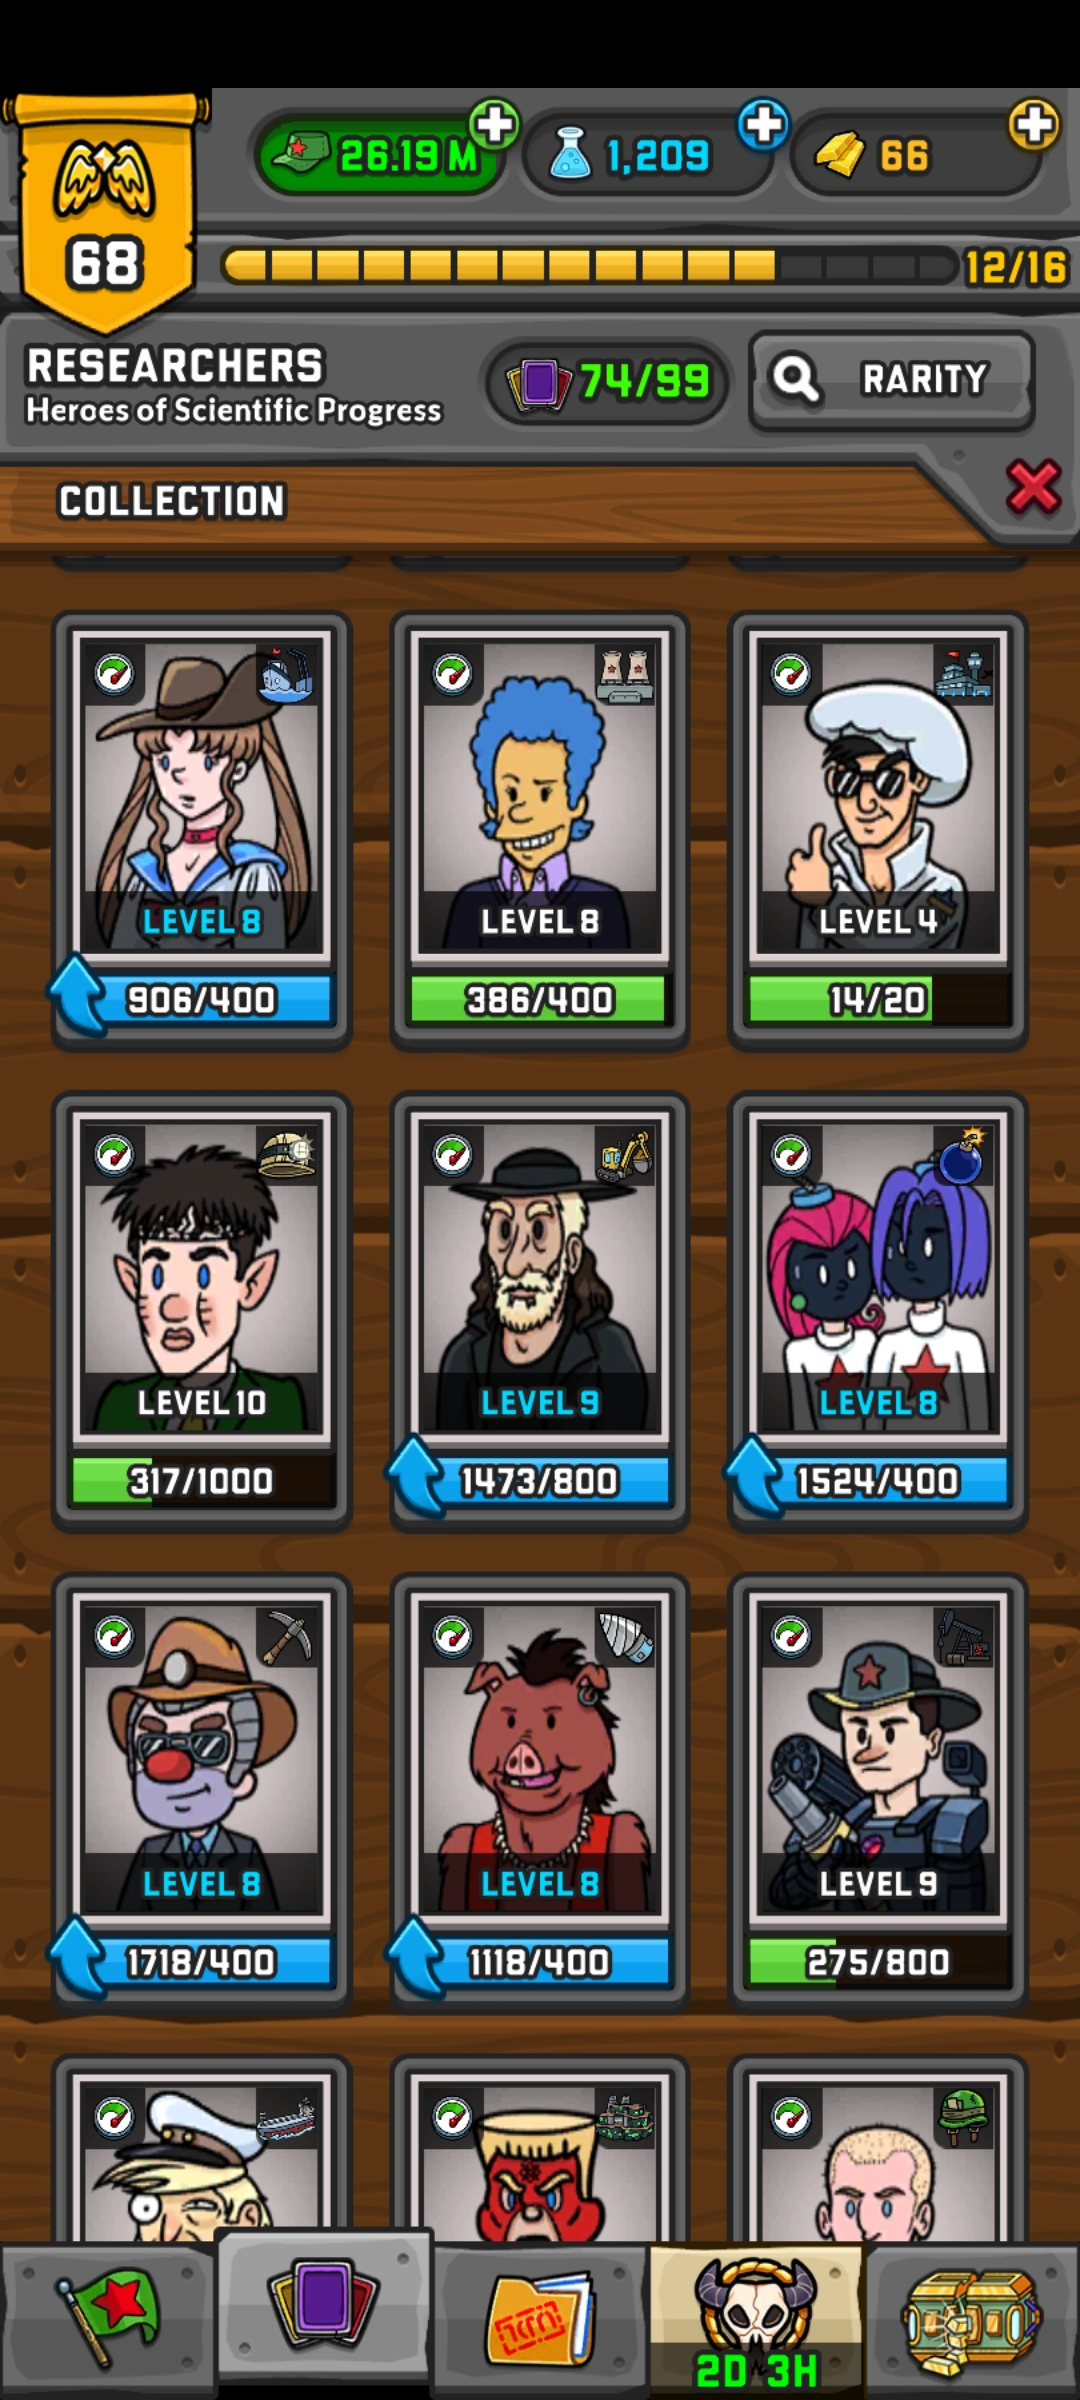 26.19 M
1,209
66
68
12/16
RESEARCHERS
Heroes of Scientific Progress
74/99
RARITY
COLLECTION
LEVEL 8
906/400
LEVEL 8
386/400
LEVEL 4
14/20
LEVEL 10
317/1000
LEVEL 9
1473/800
LEVEL 8
1524/400
LEVEL 8
1718/400
LEVEL 8
1118/400
LEVEL 9
275/800
2D 3H